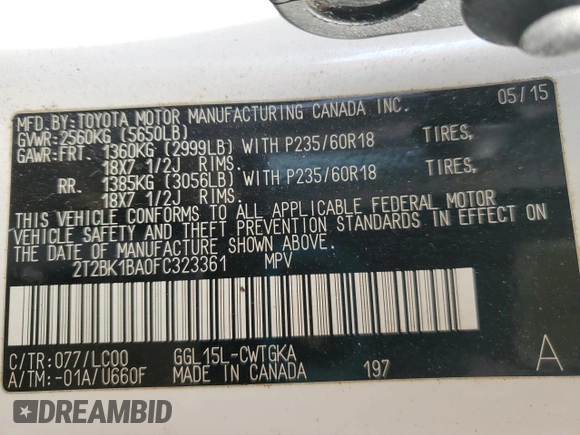 MFD.BY:TOYOTA MOTOR MANUFACTURING CANADA INC. 05/15
GVWR:2560KG (5650LB)
GAWR:FRT. 1360KG (2999LB) WITH P235/60R18 TIRES,
18X7 1/2J RIMS.
RR. 1385KG (3056LB) WITH P235/60R18 TIRES,
18X7 1/2J RIMS.
THIS VEHICLE CONFORMS TO ALL APPLICABLE FEDERAL MOTOR
VEHICLE SAFETY AND THEFT PREVENTION STANDARDS IN EFFECT ON
THE DATE OF MANUFACTURE SHOWN ABOVE.
2T2BK1BA0FC323361 MPV
C/TR:077/LC00 GGL15L-CWTGKA A
A/TM:-01A/U660F MADE IN CANADA 197
DREAMBID